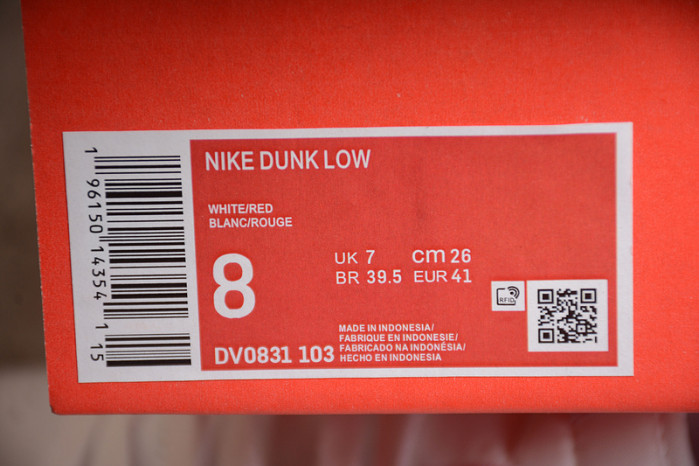 NIKE DUNK LOW
WHITE/RED
BLANC/ROUGE
8
UK 7 cm 26
BR 39.5 EUR 41
RFID
DV0831 103
MADE IN INDONESIA/
FABRIQUE EN INDONESIE/
FABRICADO NA INDONÉSIA/
HECHO EN INDONESIA
1 96150 14354 1 15